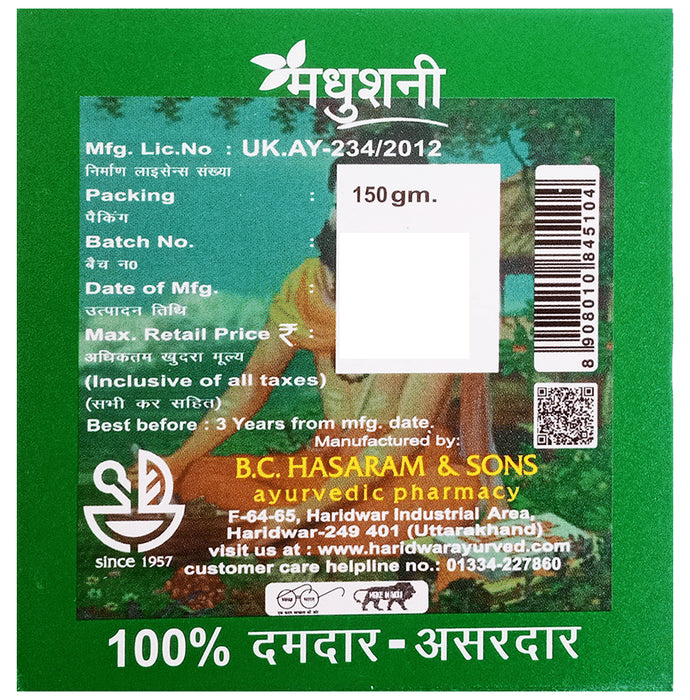 मधुशनी
Mfg. Lic.No : UK.AY-234/2012
निर्माण लाइसेन्स संख्या
Packing : 150 gm.
पैकिंग
Batch No. :
बैच न0
Date of Mfg. :
उत्पादन तिथि
Max. Retail Price ₹ :
अधिकतम खुदरा मूल्य
(Inclusive of all taxes)
(सभी कर सहित)
Best before : 3 Years from mfg. date.
8 908010 845104
Manufactured by:
B.C. HASARAM & SONS
ayurvedic pharmacy
F-64-65, Haridwar Industrial Area,
Haridwar-249 401 (Uttarakhand)
visit us at : www.haridwarayurved.com
customer care helpline no.: 01334-227860
since 1957
MAKE IN INDIA
100% दमदार - असरदार